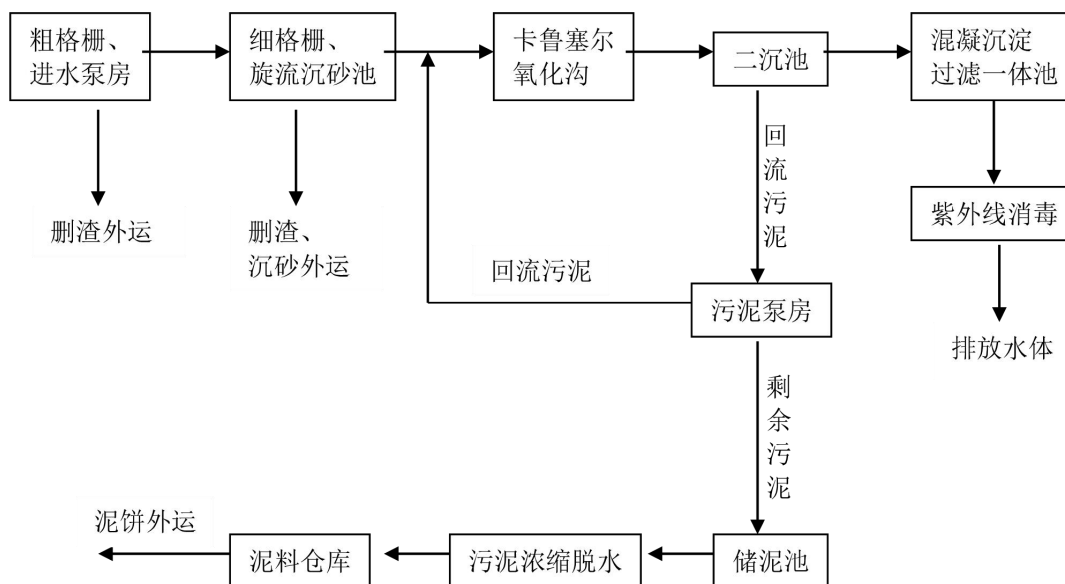 粗格栅、
进水泵房
细格栅、
旋流沉砂池
卡鲁塞尔
氧化沟
二沉池
混凝沉淀
过滤一体池
删渣外运
删渣、
沉砂外运
回流污泥
回流污泥
紫外线消毒
污泥泵房
排放水体
剩余污泥
泥饼外运
泥料仓库
污泥浓缩脱水
储泥池